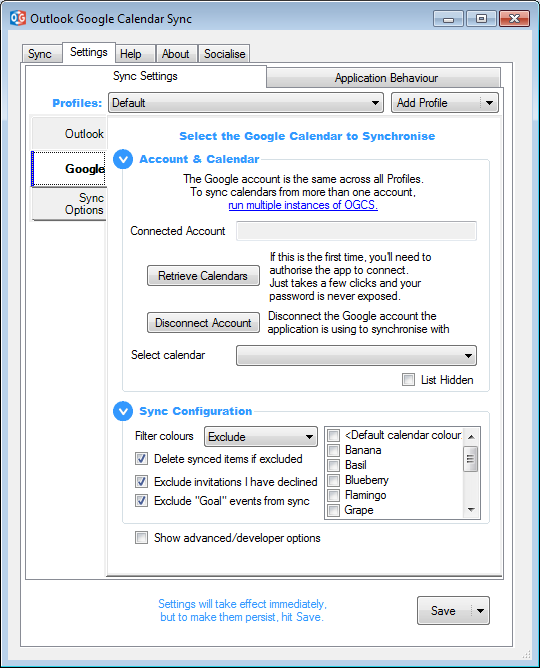 Outlook Google Calendar Sync
Sync Settings Help About Socialise
Sync Settings Application Behaviour
Profiles: Default Add Profile
Outlook
Google
Sync
Options
Select the Google Calendar to Synchronise
Account & Calendar
The Google account is the same across all Profiles.
To sync calendars from more than one account,
run multiple instances of OGCS.
Connected Account
Retrieve Calendars
If this is the first time, you'll need to
authorise the app to connect.
Just takes a few clicks and your
password is never exposed.
Disconnect Account
Disconnect the Google account the
application is using to synchronise with
Select calendar
List Hidden
Sync Configuration
Filter colours Exclude
Delete synced items if excluded
Exclude invitations I have declined
Exclude "Goal" events from sync
<Default calendar colour
Banana
Basil
Blueberry
Flamingo
Grape
Show advanced/developer options
Settings will take effect immediately,
but to make them persist, hit Save.
Save